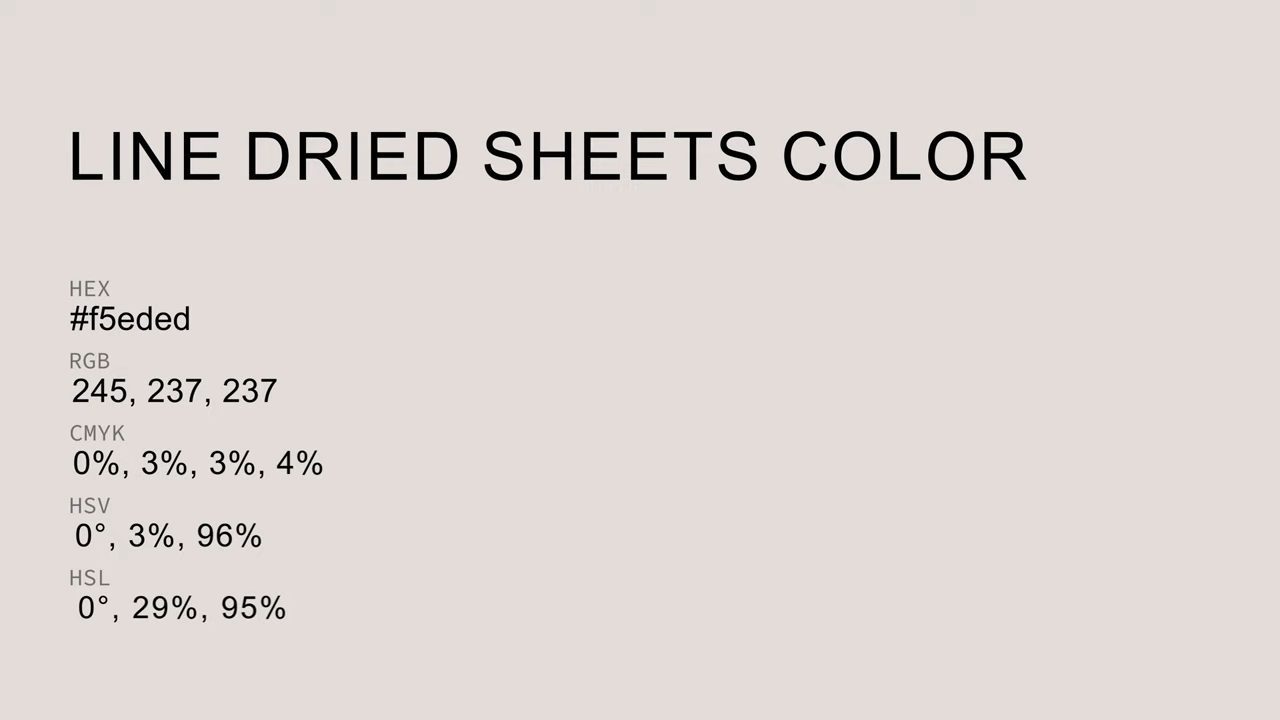 LINE DRIED SHEETS COLOR
HEX
#f5eded
RGB
245, 237, 237
CMYK
0%, 3%, 3%, 4%
HSV
0°, 3%, 96%
HSL
0°, 29%, 95%